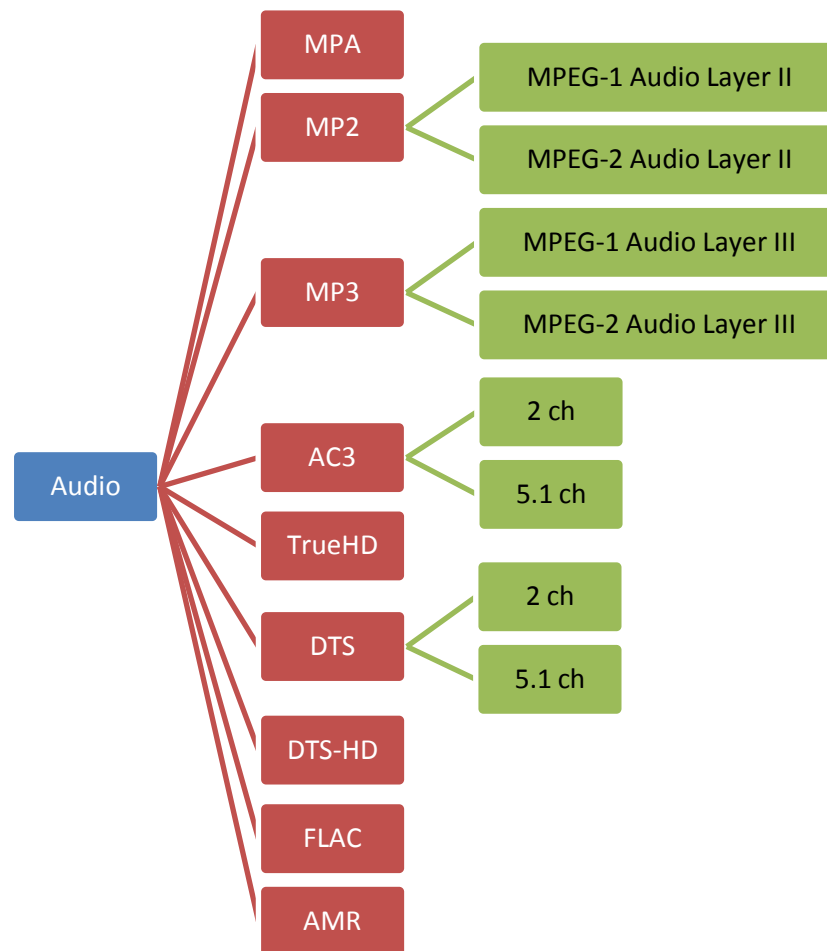 MPA
MP2
MPEG-1 Audio Layer II
MPEG-2 Audio Layer II
MP3
MPEG-1 Audio Layer III
MPEG-2 Audio Layer III
Audio
AC3
2 ch
5.1 ch
TrueHD
DTS
2 ch
5.1 ch
DTS-HD
FLAC
AMR